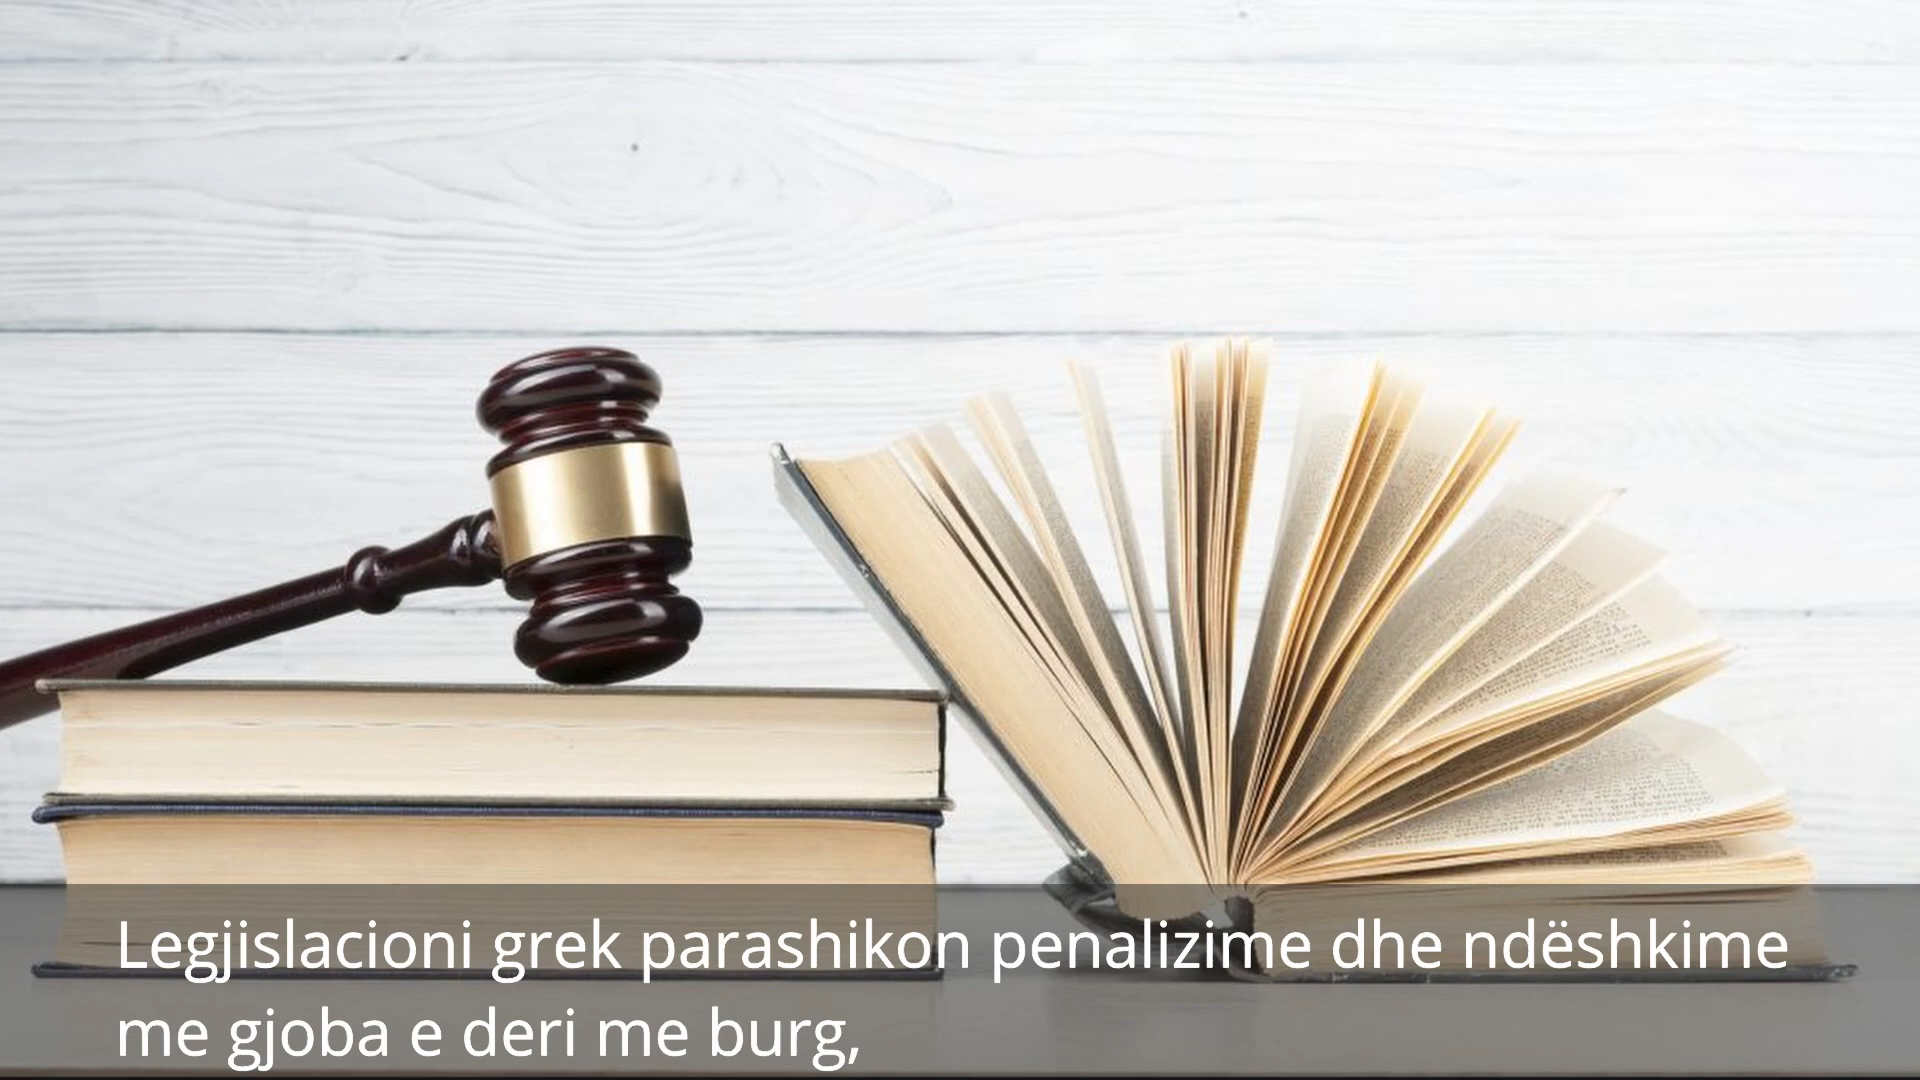 Legjislacioni grek parashikon penalizime dhe ndëshkime
me gjoba e deri me burg,